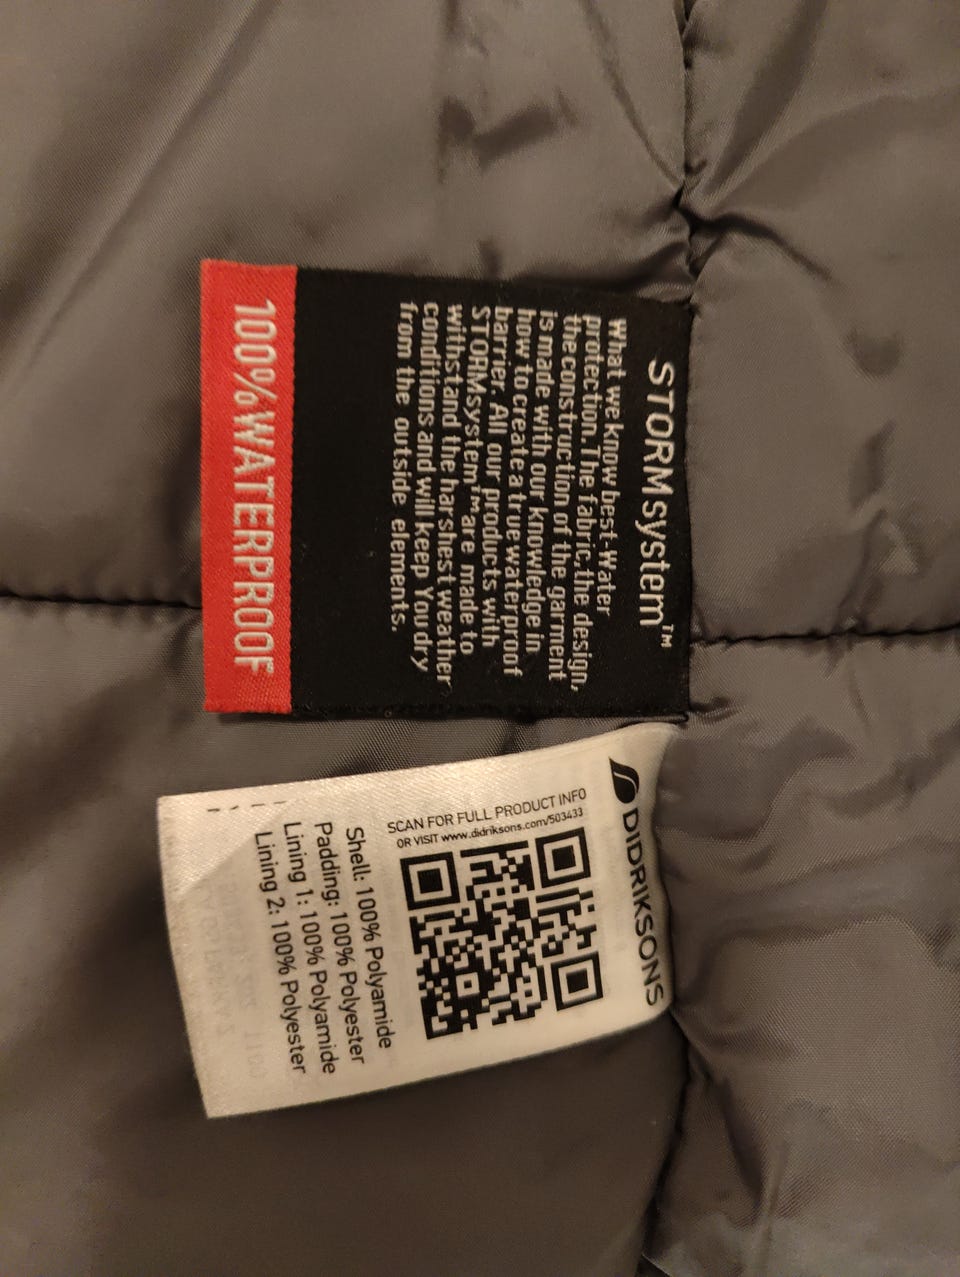 STORMsystem™
What we know best. Water
protection. The fabric, the design,
the construction of the garment
is made with our knowledge in
how to create a true waterproof
barrier. All our products with
STORMsystem™ are made to
withstand the harshest weather
conditions and will keep You dry
from the outside elements.
100% WATERPROOF
DIDRIKSONS
SCAN FOR FULL PRODUCT INFO
OR VISIT www.didriksons.com/503433
Shell: 100% Polyamide
Padding: 100% Polyester
Lining 1: 100% Polyamide
Lining 2: 100% Polyester